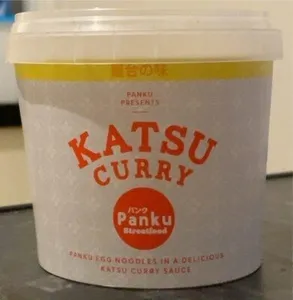 屋台の味
PANKU
PRESENTS
KATSU
CURRY
パンク
Panku
Streetfood
PANKU EGG NOODLES IN A DELICIOUS
KATSU CURRY SAUCE